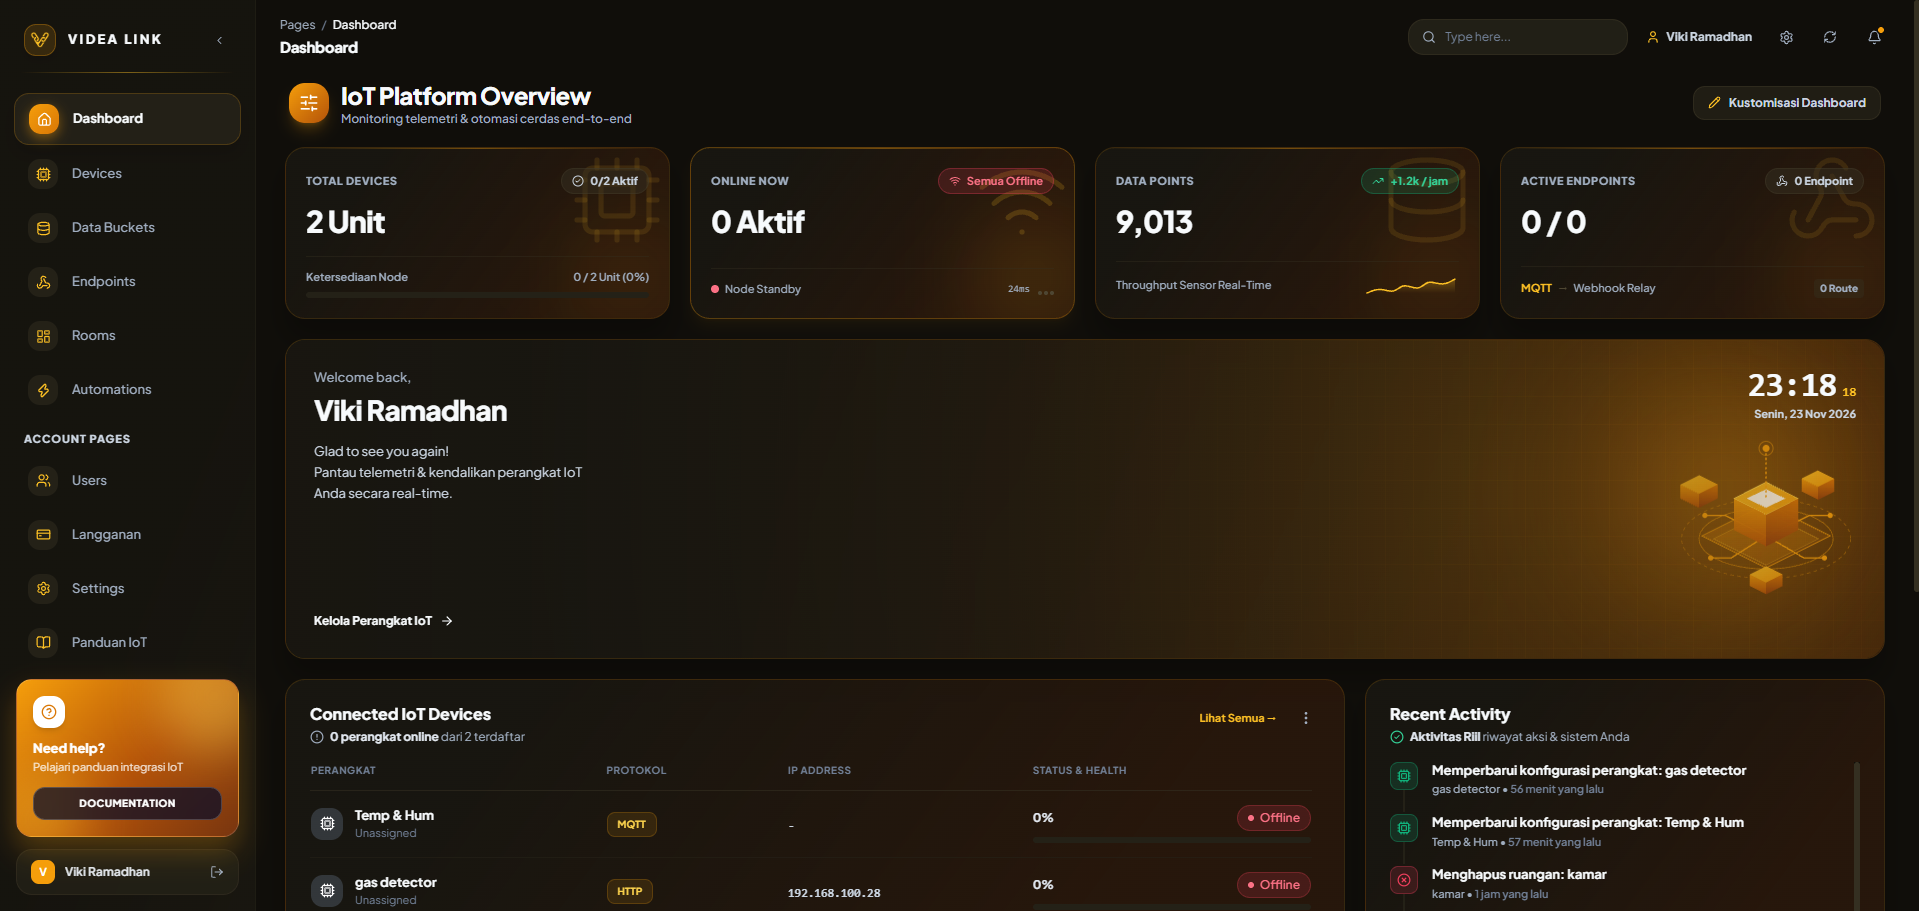 VIDEA LINK
Dashboard
Devices
Data Buckets
Endpoints
Rooms
Automations
ACCOUNT PAGES
Users
Langganan
Settings
Panduan IoT
Need help?
Pelajari panduan integrasi IoT
DOCUMENTATION
V Viki Ramadhan
Pages / Dashboard
Dashboard
Type here...
Viki Ramadhan
IoT Platform Overview
Monitoring telemetri & otomasi cerdas end-to-end
Kustomisasi Dashboard
TOTAL DEVICES
0/2 Aktif
2 Unit
Ketersediaan Node
0 / 2 Unit (0%)
ONLINE NOW
Semua Offline
0 Aktif
Node Standby
24ms
DATA POINTS
+1.2k / jam
9,013
Throughput Sensor Real-Time
ACTIVE ENDPOINTS
0 Endpoint
0 / 0
MQTT → Webhook Relay
0 Route
Welcome back,
Viki Ramadhan
Glad to see you again!
Pantau telemetri & kendalikan perangkat IoT
Anda secara real-time.
Kelola Perangkat IoT →
23:18 18
Senin, 23 Nov 2026
Connected IoT Devices
0 perangkat online dari 2 terdaftar
Lihat Semua →
PERANGKAT PROTOKOL IP ADDRESS STATUS & HEALTH
Temp & Hum
Unassigned
MQTT
-
0%
Offline
gas detector
Unassigned
HTTP
192.168.100.28
0%
Offline
Recent Activity
Aktivitas Riil riwayat aksi & sistem Anda
Memperbarui konfigurasi perangkat: gas detector
gas detector • 56 menit yang lalu
Memperbarui konfigurasi perangkat: Temp & Hum
Temp & Hum • 57 menit yang lalu
Menghapus ruangan: kamar
kamar • 1 jam yang lalu